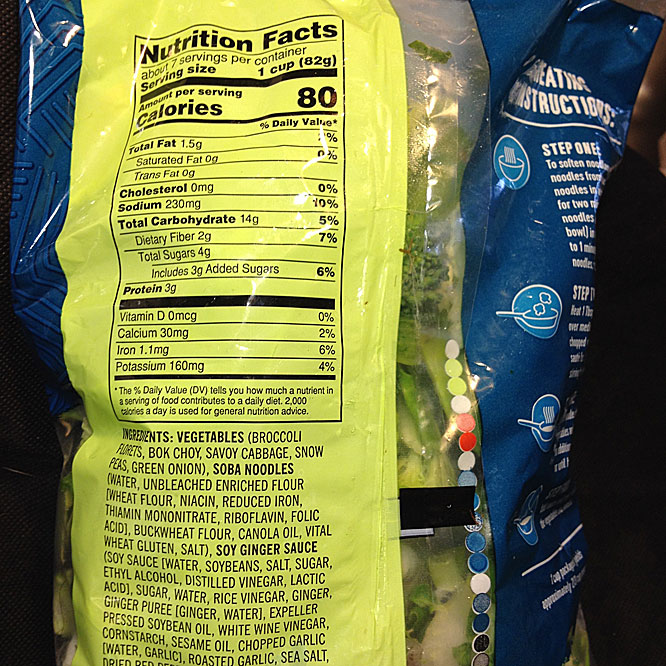 Nutrition Facts
about 7 servings per container
Serving size 1 cup (82g)
Amount per serving
Calories 80
% Daily Value*
Total Fat 1.5g %
Saturated Fat 0g 0%
Trans Fat 0g
Cholesterol 0mg 0%
Sodium 230mg 10%
Total Carbohydrate 14g 5%
Dietary Fiber 2g 7%
Total Sugars 4g
Includes 3g Added Sugars 6%
Protein 3g
Vitamin D 0mcg 0%
Calcium 30mg 2%
Iron 1.1mg 6%
Potassium 160mg 4%
* The % Daily Value (DV) tells you how much a nutrient in
a serving of food contributes to a daily diet. 2,000
calories a day is used for general nutrition advice.
INGREDIENTS: VEGETABLES (BROCCOLI
FLORETS, BOK CHOY, SAVOY CABBAGE, SNOW
PEAS, GREEN ONION), SOBA NOODLES
(WATER, UNBLEACHED ENRICHED FLOUR
[WHEAT FLOUR, NIACIN, REDUCED IRON,
THIAMIN MONONITRATE, RIBOFLAVIN, FOLIC
ACID], BUCKWHEAT FLOUR, CANOLA OIL, VITAL
WHEAT GLUTEN, SALT), SOY GINGER SAUCE
(SOY SAUCE [WATER, SOYBEANS, SALT, SUGAR,
ETHYL ALCOHOL, DISTILLED VINEGAR, LACTIC
ACID], SUGAR, WATER, RICE VINEGAR, GINGER,
GINGER PUREE [GINGER, WATER], EXPELLER
PRESSED SOYBEAN OIL, WHITE WINE VINEGAR,
CORNSTARCH, SESAME OIL, CHOPPED GARLIC
[WATER, GARLIC], ROASTED GARLIC, SEA SALT,
DRIED RED
HEATING
INSTRUCTIONS:
STEP ONE:
To soften
noodles from
noodles in
for two
noodles
bowl) in
to 1
noodles,
STEP
Heat 1
over
chopped
1 cup
approximately